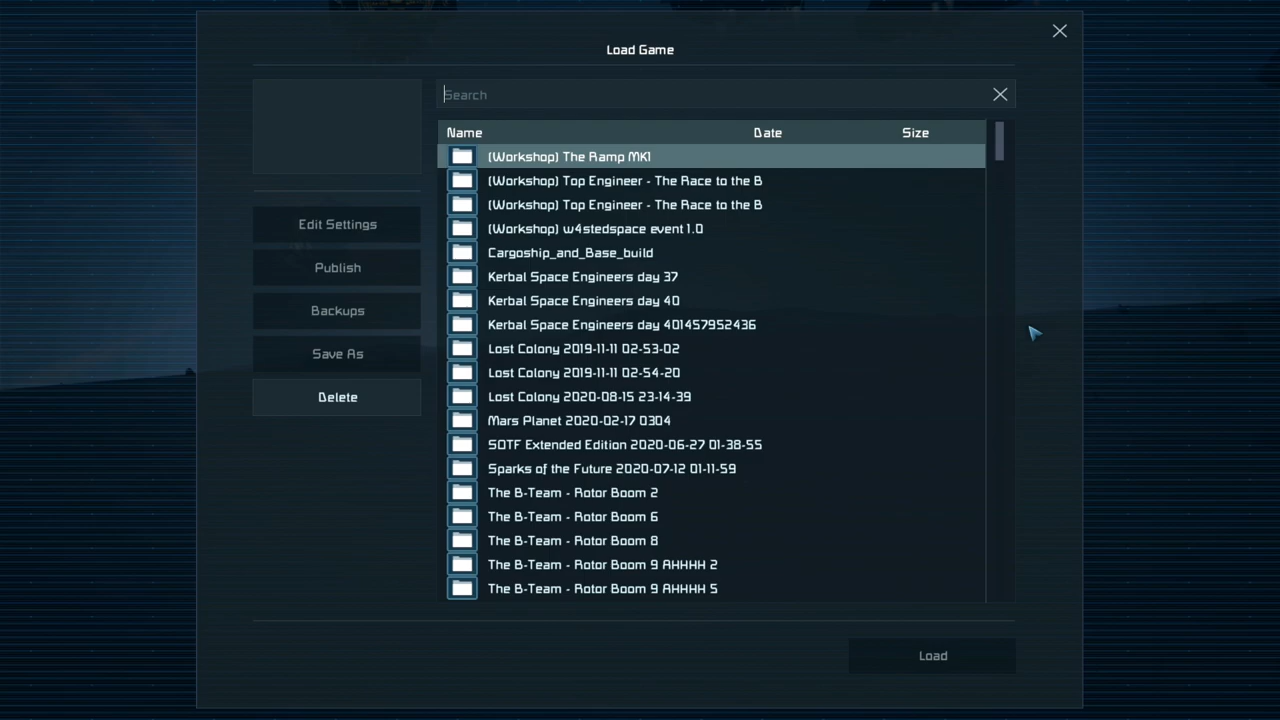 Load Game
Search
Name Date Size
(Workshop) The Ramp MK1
(Workshop) Top Engineer - The Race to the B
(Workshop) Top Engineer - The Race to the B
(Workshop) w4stedspace event 1.0
Cargoship_and_Base_build
Kerbal Space Engineers day 37
Kerbal Space Engineers day 40
Kerbal Space Engineers day 401457952436
Lost Colony 2019-11-11 02-53-02
Lost Colony 2019-11-11 02-54-20
Lost Colony 2020-08-15 23-14-39
Mars Planet 2020-02-17 0304
SOTF Extended Edition 2020-06-27 01-38-55
Sparks of the Future 2020-07-12 01-11-59
The B-Team - Rotor Boom 2
The B-Team - Rotor Boom 6
The B-Team - Rotor Boom 8
The B-Team - Rotor Boom 9 AHHHH 2
The B-Team - Rotor Boom 9 AHHHH 5
Edit Settings
Publish
Backups
Save As
Delete
Load